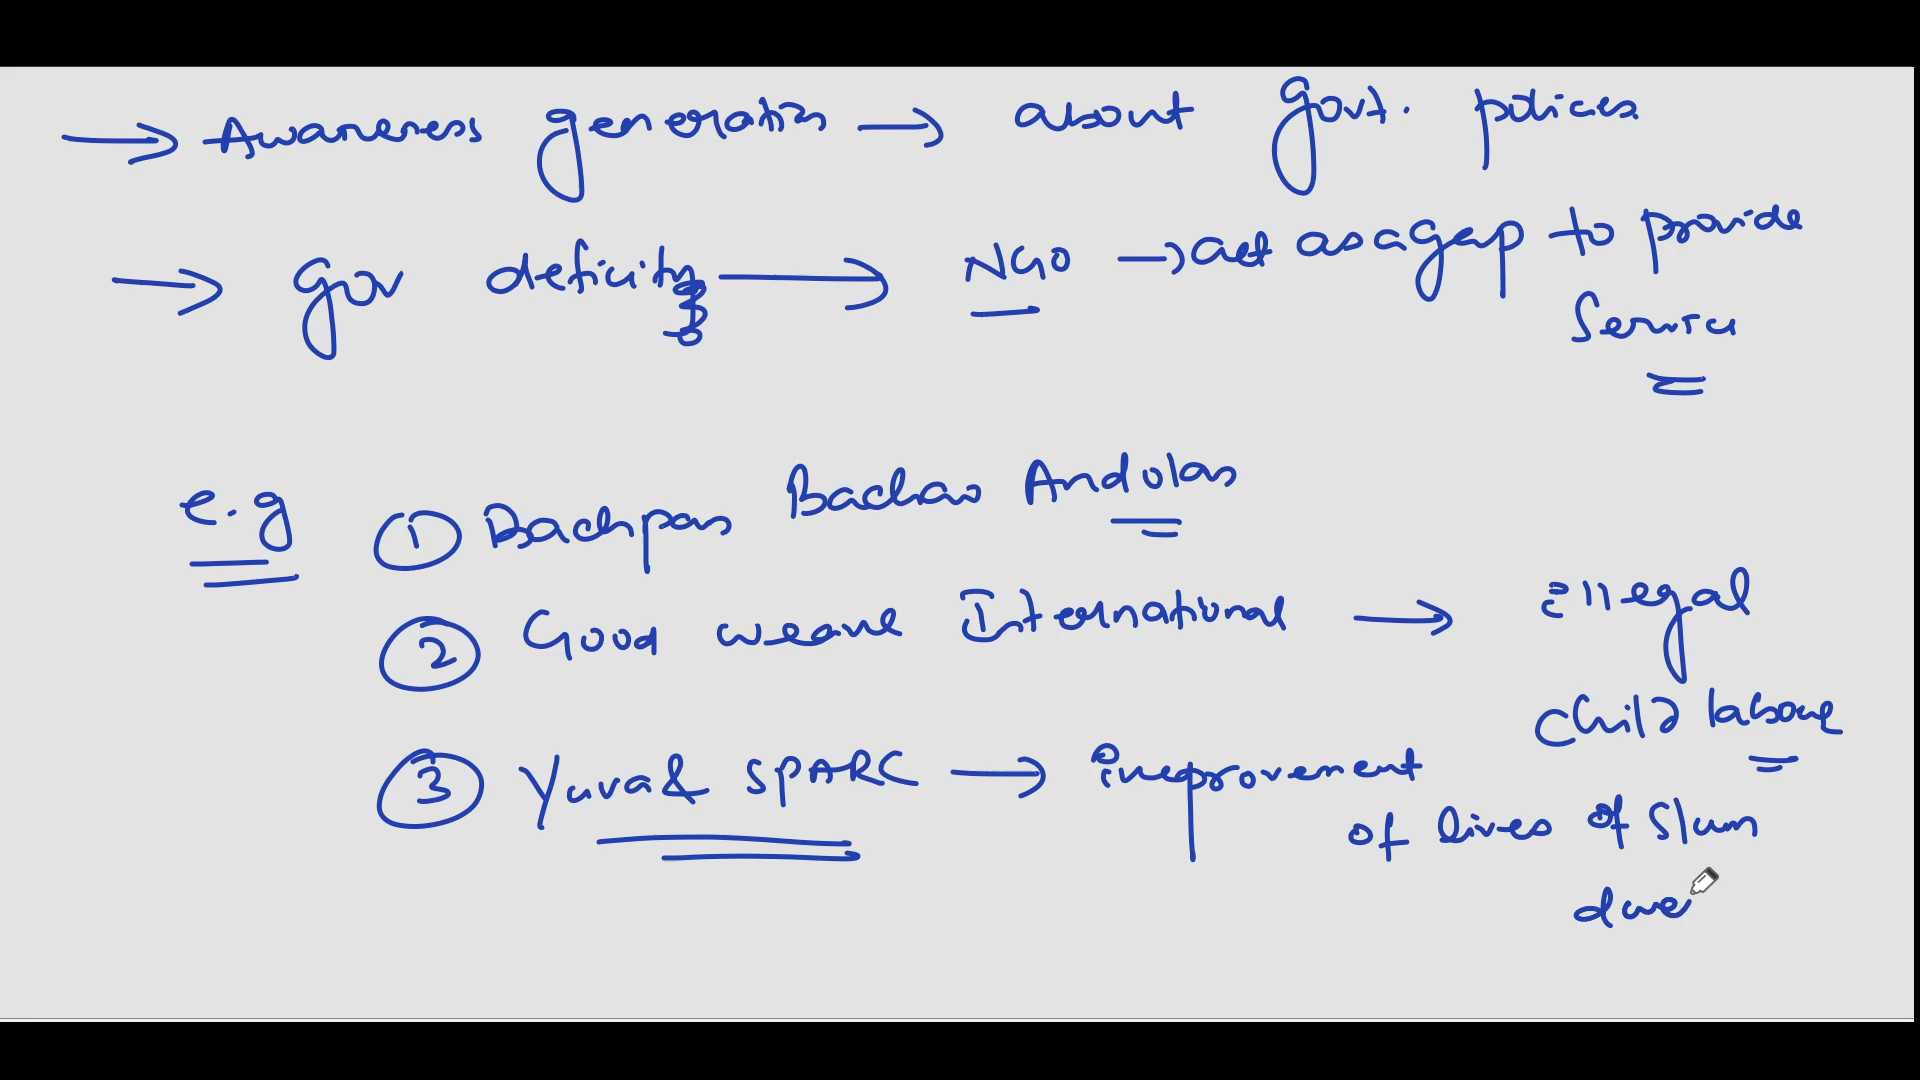 → Awareness generation → about govt. policies
→ gov deficity → NGO → act as a gap to provide
Service
e.g ① Bachpan Bachao Andolan
② Good weave International → illegal
child labour
③ Yuva & SPARC → improvement
of lives of slum
dwe